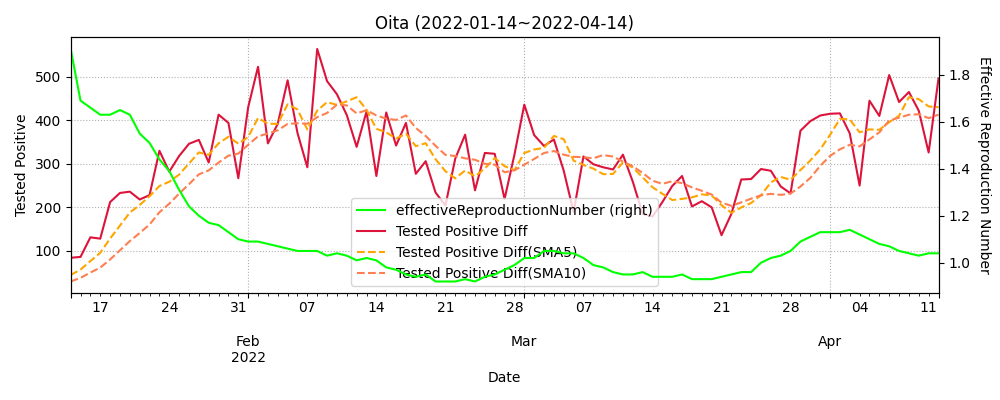 Oita (2022-01-14~2022-04-14)
Tested Positive
500
400
300
200
100
1.8
1.6
1.4
1.2
1.0
Effective Reproduction Number
effectiveReproductionNumber (right)
Tested Positive Diff
Tested Positive Diff(SMA5)
Tested Positive Diff(SMA10)
17 24 31 07 14 21 28 07 14 21 28 04 11
Feb Mar Apr
2022
Date